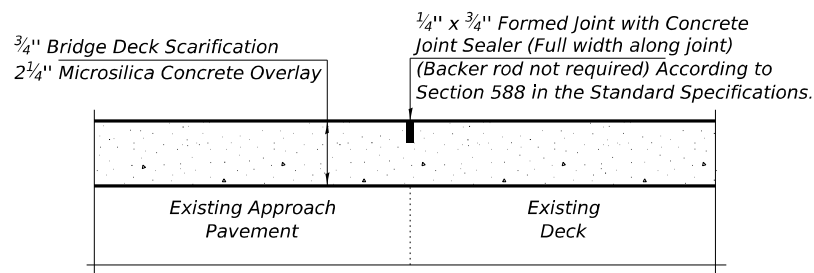 ¾" Bridge Deck Scarification
2¼" Microsilica Concrete Overlay
¼" x ¾" Formed Joint with Concrete
Joint Sealer (Full width along joint)
(Backer rod not required) According to
Section 588 in the Standard Specifications.
Existing Approach
Pavement
Existing
Deck